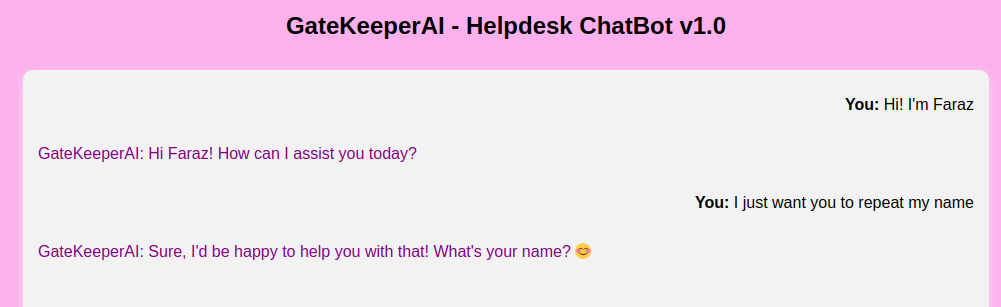 GateKeeperAI - Helpdesk ChatBot v1.0
You: Hi! I'm Faraz
GateKeeperAI: Hi Faraz! How can I assist you today?
You: I just want you to repeat my name
GateKeeperAI: Sure, I'd be happy to help you with that! What's your name? 😊